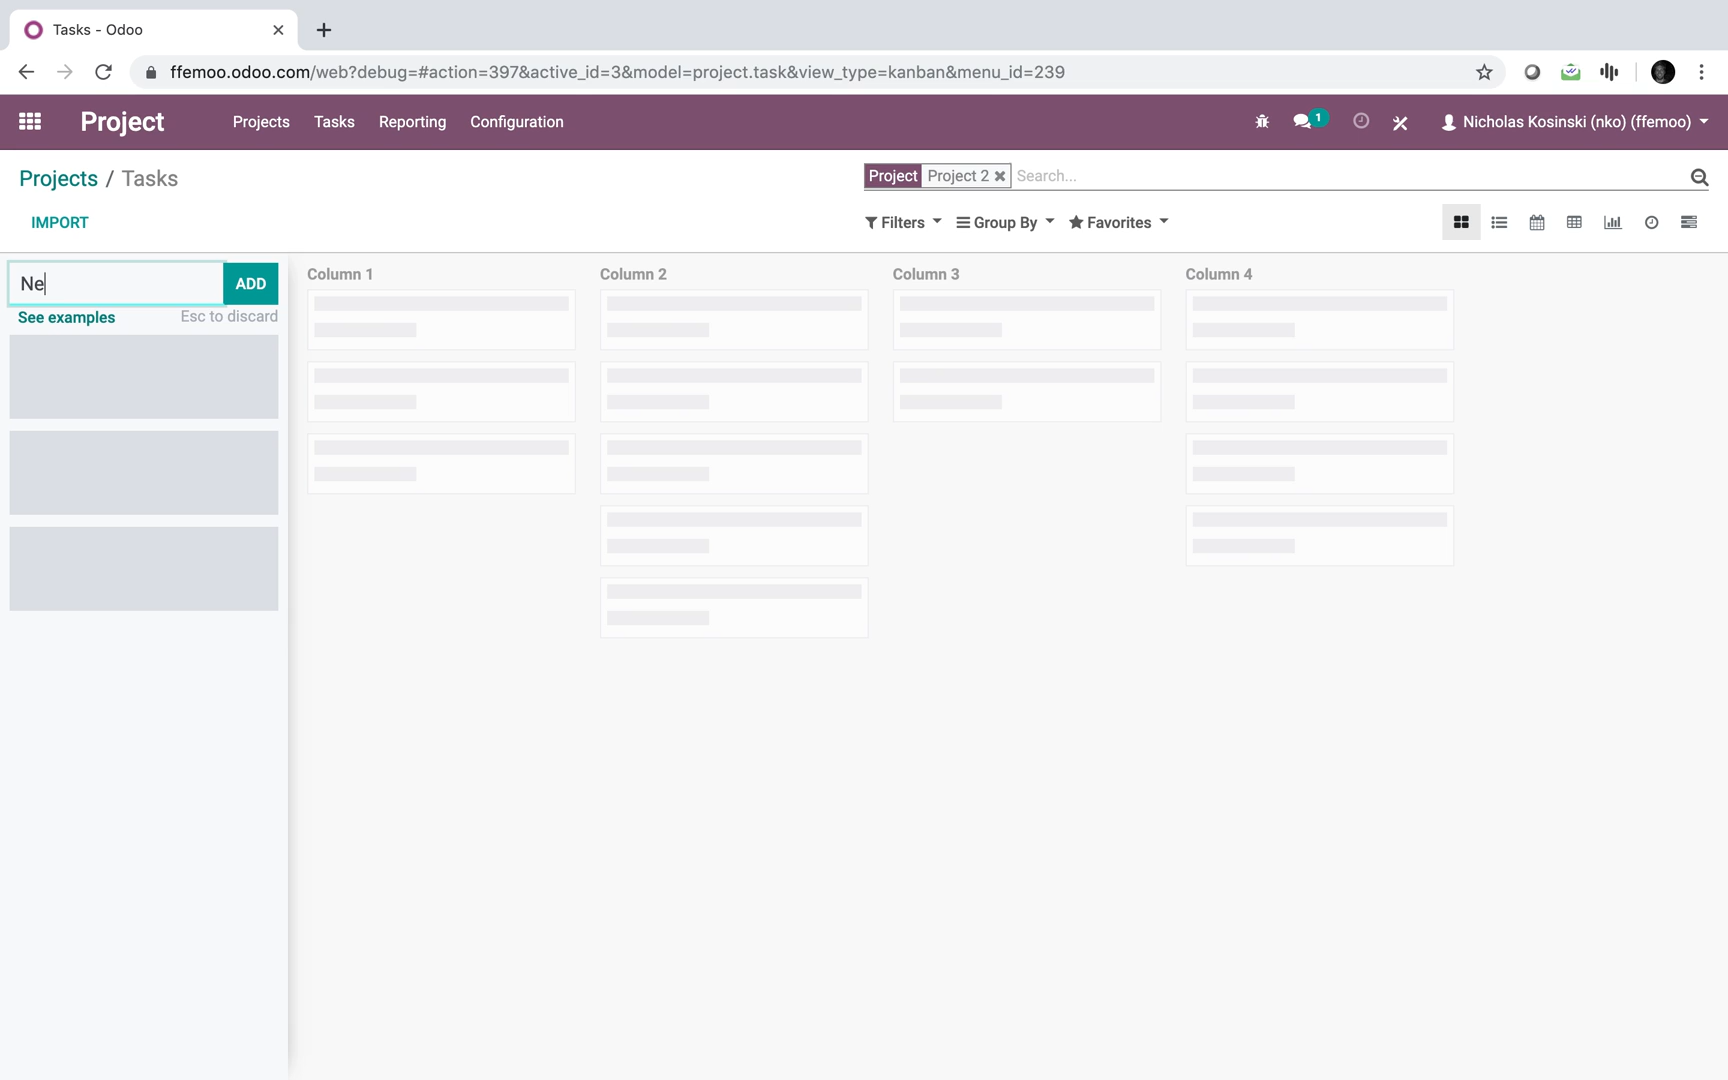 Tasks - Odoo
ffemoo.odoo.com/web?debug=#action=397&active_id=3&model=project.task&view_type=kanban&menu_id=239
Project Projects Tasks Reporting Configuration 1 Nicholas Kosinski (nko) (ffemoo)
Projects / Tasks Project Project 2 Search...
IMPORT Filters Group By Favorites
Ne ADD Column 1 Column 2 Column 3 Column 4
See examples Esc to discard